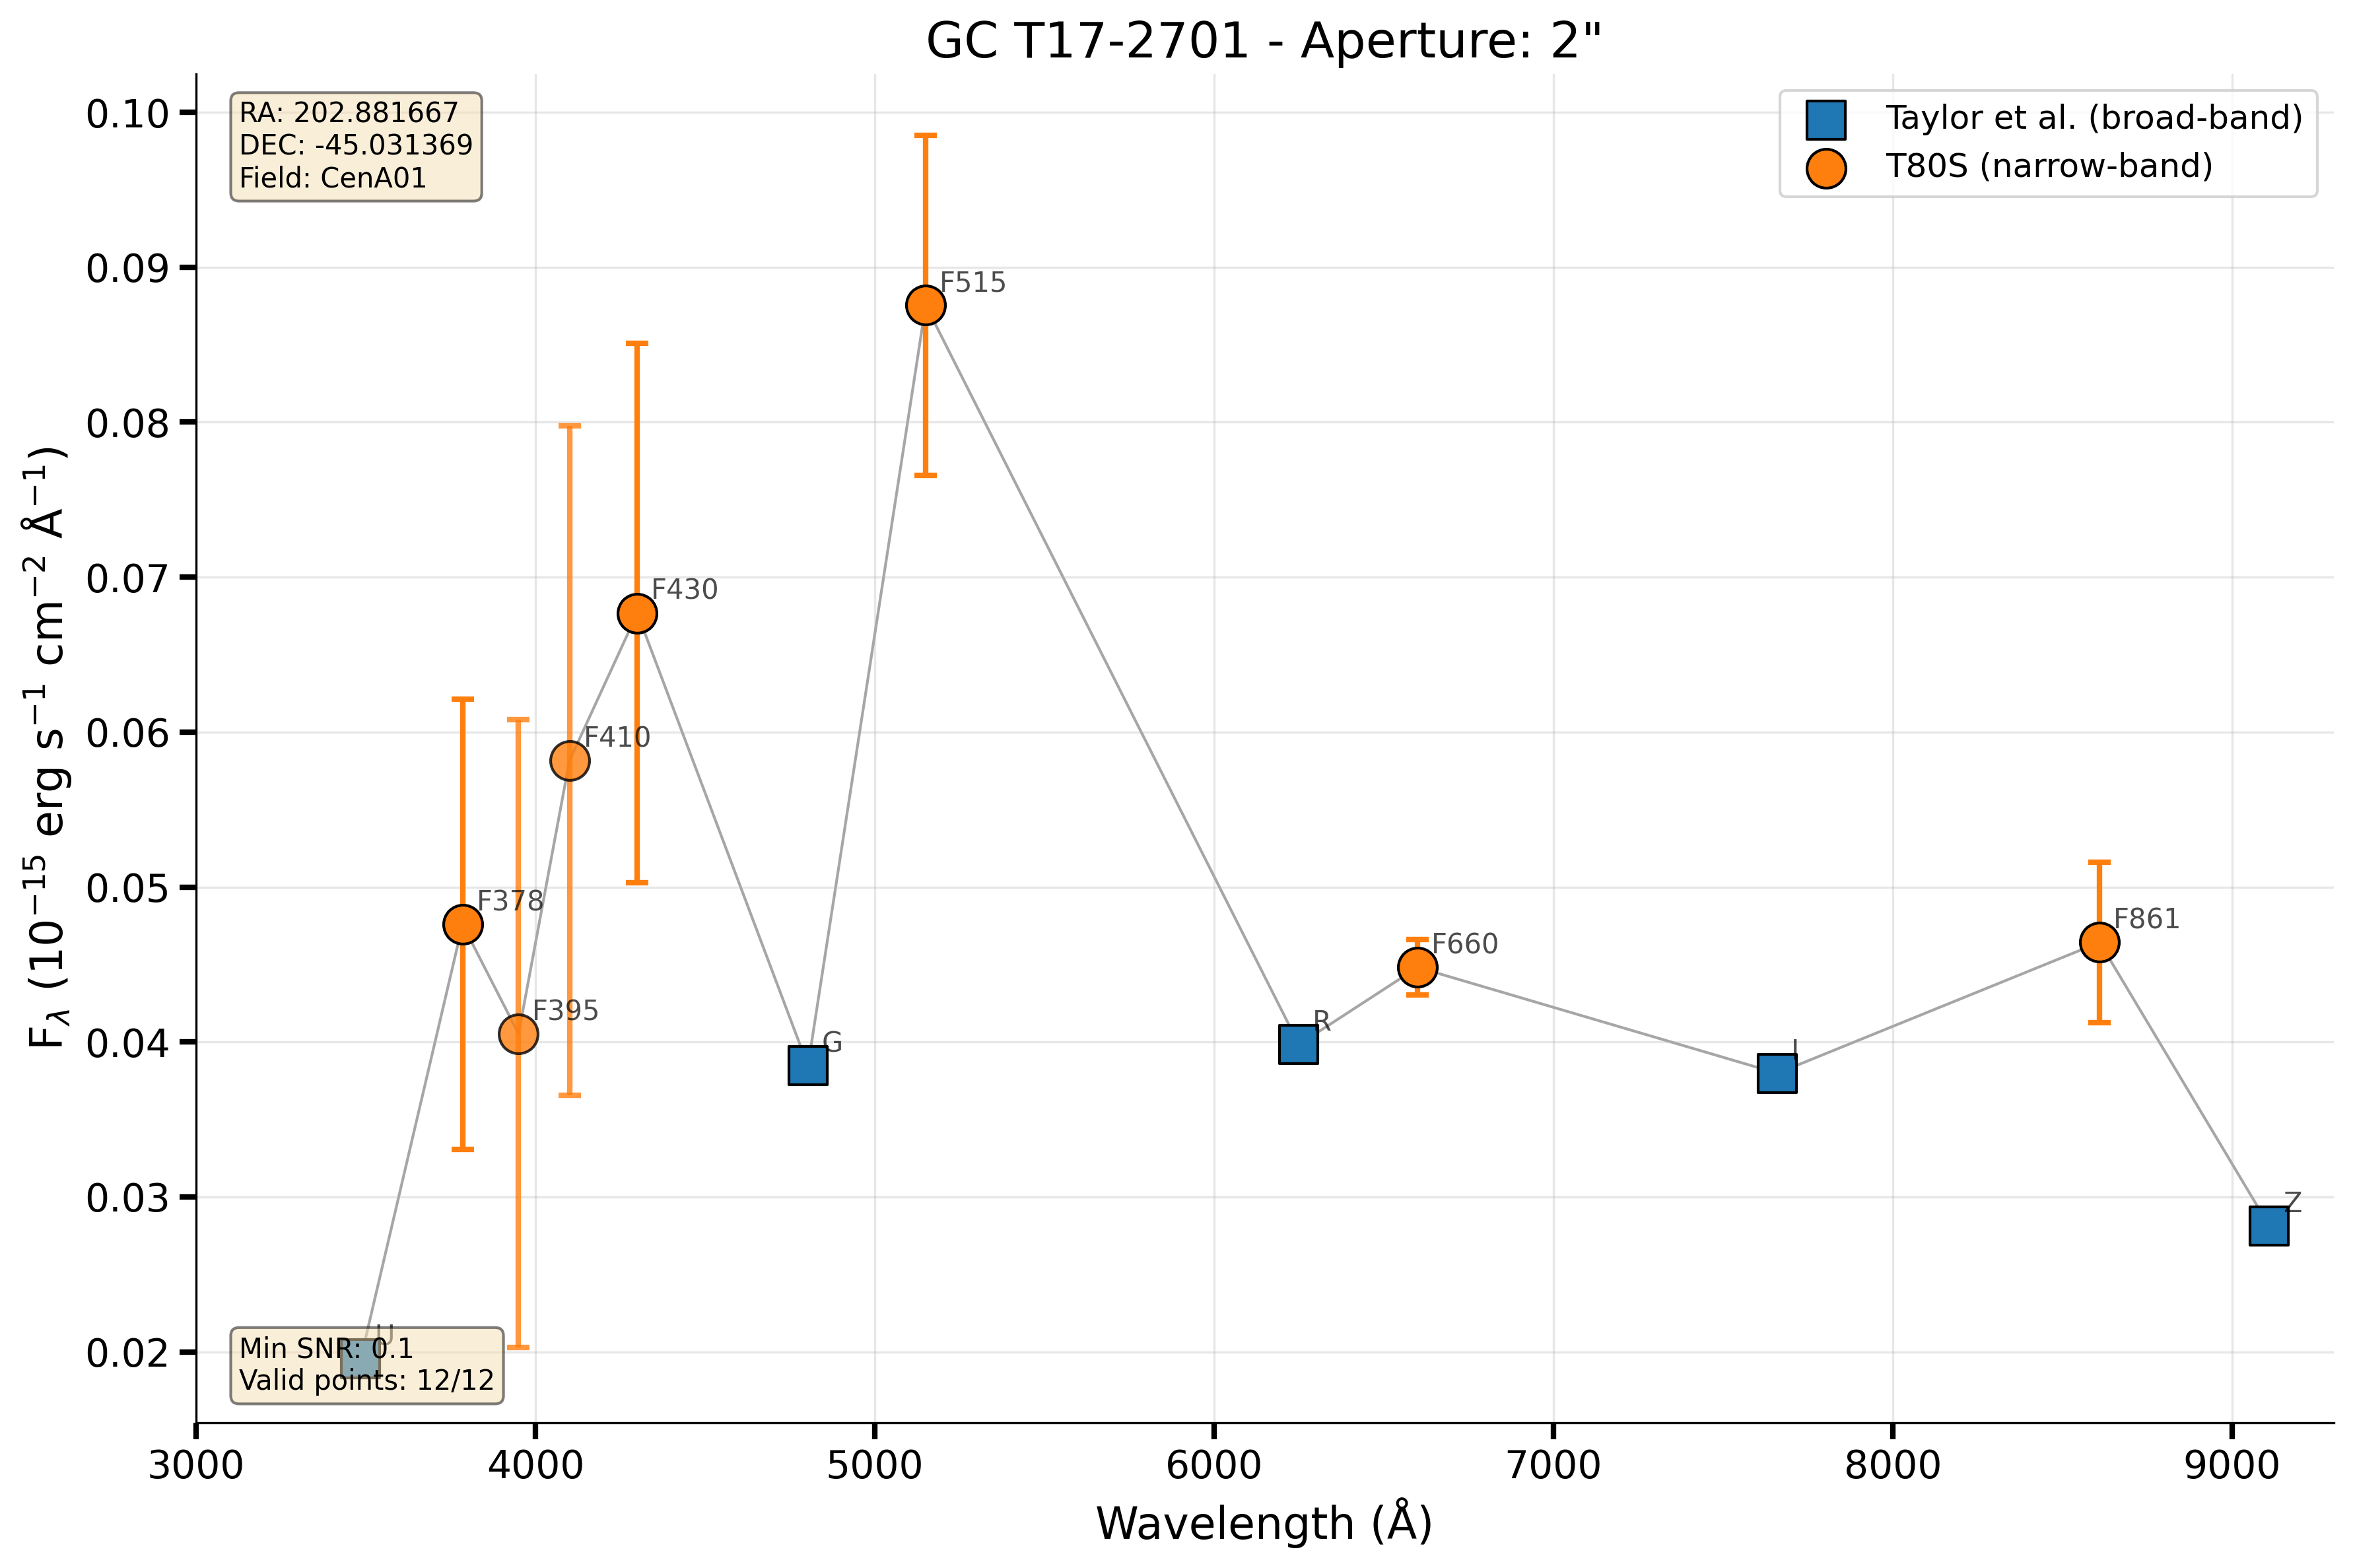 GC T17-2701 - Aperture: 2"
RA: 202.881667
DEC: -45.031369
Field: CenA01
Taylor et al. (broad-band)
T80S (narrow-band)
F_λ (10⁻¹⁵ erg s⁻¹ cm⁻² Å⁻¹)
0.10
0.09
0.08
0.07
0.06
0.05
0.04
0.03
0.02
F515
F430
F410
F378
F395
G
R
F660
I
F861
Z
U
Min SNR: 0.1
Valid points: 12/12
3000 4000 5000 6000 7000 8000 9000
Wavelength (Å)